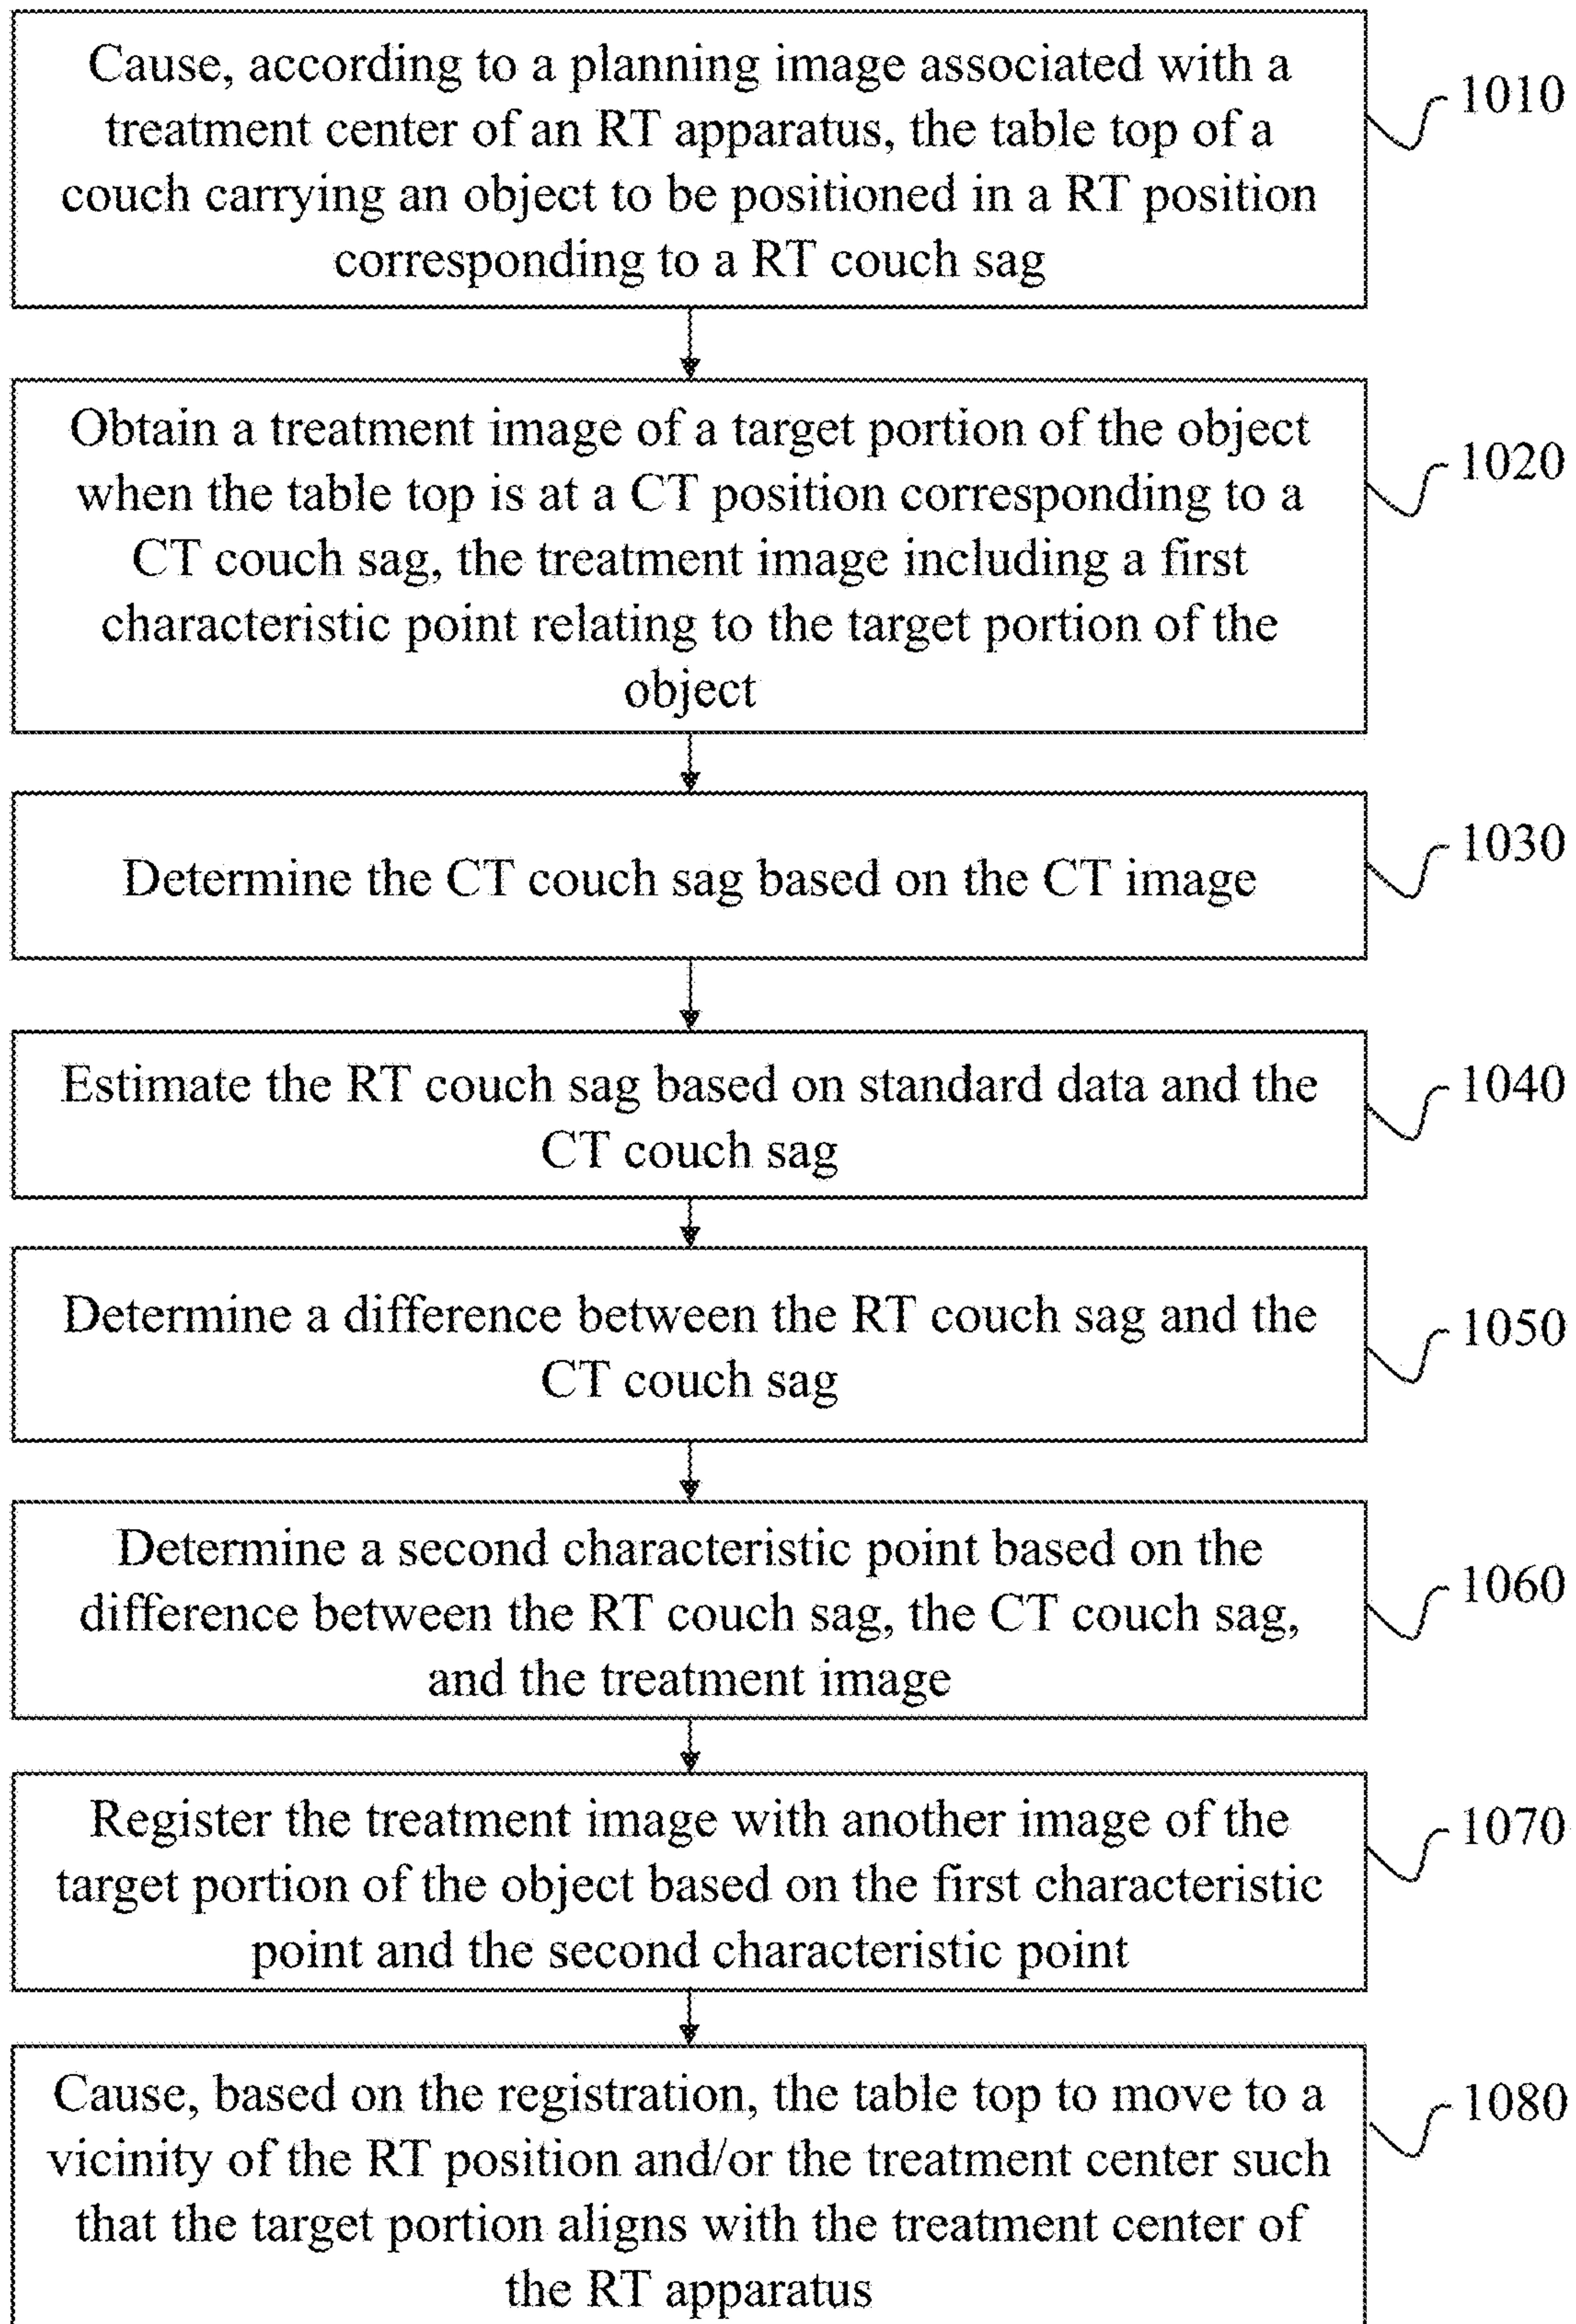 Cause, according to a planning image associated with a
treatment center of an RT apparatus, the table top of a
couch carrying an object to be positioned in a RT position
corresponding to a RT couch sag
1010
Obtain a treatment image of a target portion of the object
when the table top is at a CT position corresponding to a
CT couch sag, the treatment image including a first
characteristic point relating to the target portion of the
object
1020
Determine the CT couch sag based on the CT image
1030
Estimate the RT couch sag based on standard data and the
CT couch sag
1040
Determine a difference between the RT couch sag and the
CT couch sag
1050
Determine a second characteristic point based on the
difference between the RT couch sag, the CT couch sag,
and the treatment image
1060
Register the treatment image with another image of the
target portion of the object based on the first characteristic
point and the second characteristic point
1070
Cause, based on the registration, the table top to move to a
vicinity of the RT position and/or the treatment center such
that the target portion aligns with the treatment center of
the RT apparatus
1080